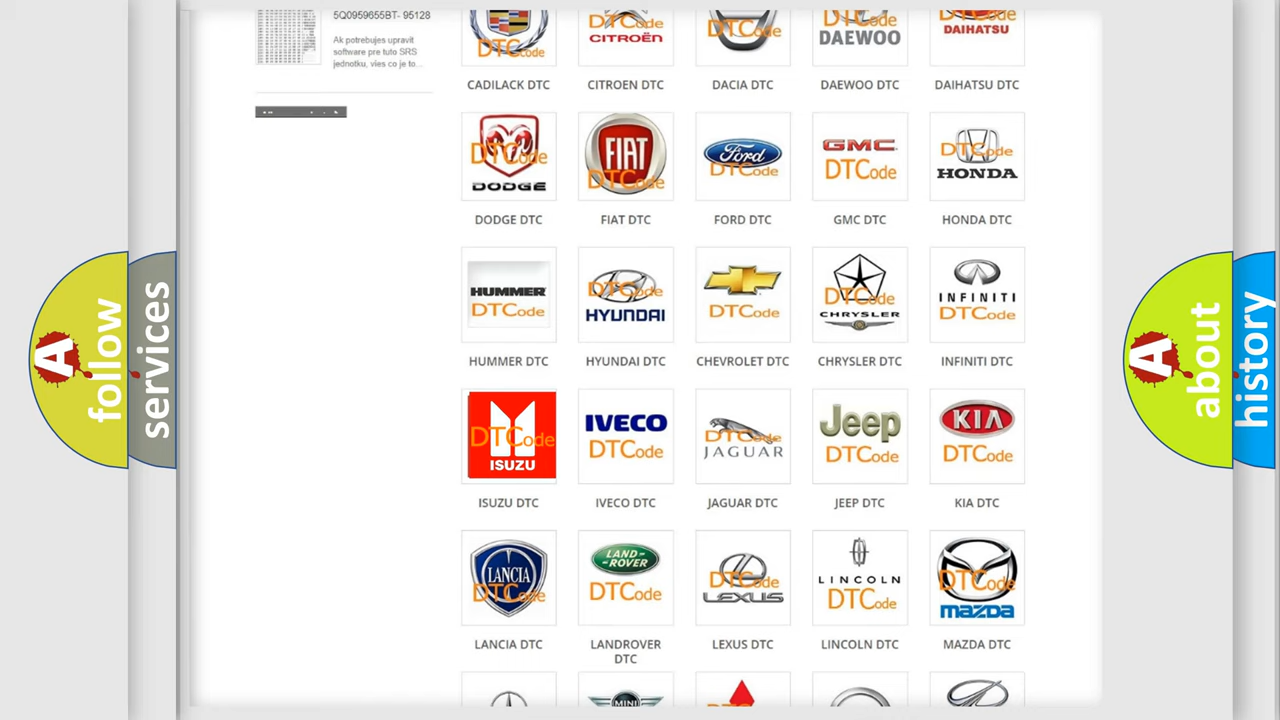 5Q0959655BT- 95128
Ak potrebujes upravit
software pre tuto SRS
jednotku, vies co je to...
DTCode
DTCode
CITROËN
DTCode
DAEWOO
DAIHATSU
CADILACK DTC
CITROEN DTC
DACIA DTC
DAEWOO DTC
DAIHATSU DTC
DTCode
DODGE
FIAT
DTCode
Ford
DTCode
GMC
DTCode
DTCode
HONDA
DODGE DTC
FIAT DTC
FORD DTC
GMC DTC
HONDA DTC
HUMMER
DTCode
DTCode
HYUNDAI
DTCode
DTCode
CHRYSLER
INFINITI
DTCode
HUMMER DTC
HYUNDAI DTC
CHEVROLET DTC
CHRYSLER DTC
INFINITI DTC
DTCode
ISUZU
IVECO
DTCode
DTCode
JAGUAR
Jeep
DTCode
KIA
DTCode
ISUZU DTC
IVECO DTC
JAGUAR DTC
JEEP DTC
KIA DTC
LANCIA
DTCode
LAND-
ROVER
DTCode
DTCode
LEXUS
LINCOLN
DTCode
DTCode
mazda
LANCIA DTC
LANDROVER
DTC
LEXUS DTC
LINCOLN DTC
MAZDA DTC
MINI
A
follow
services
A
about
history